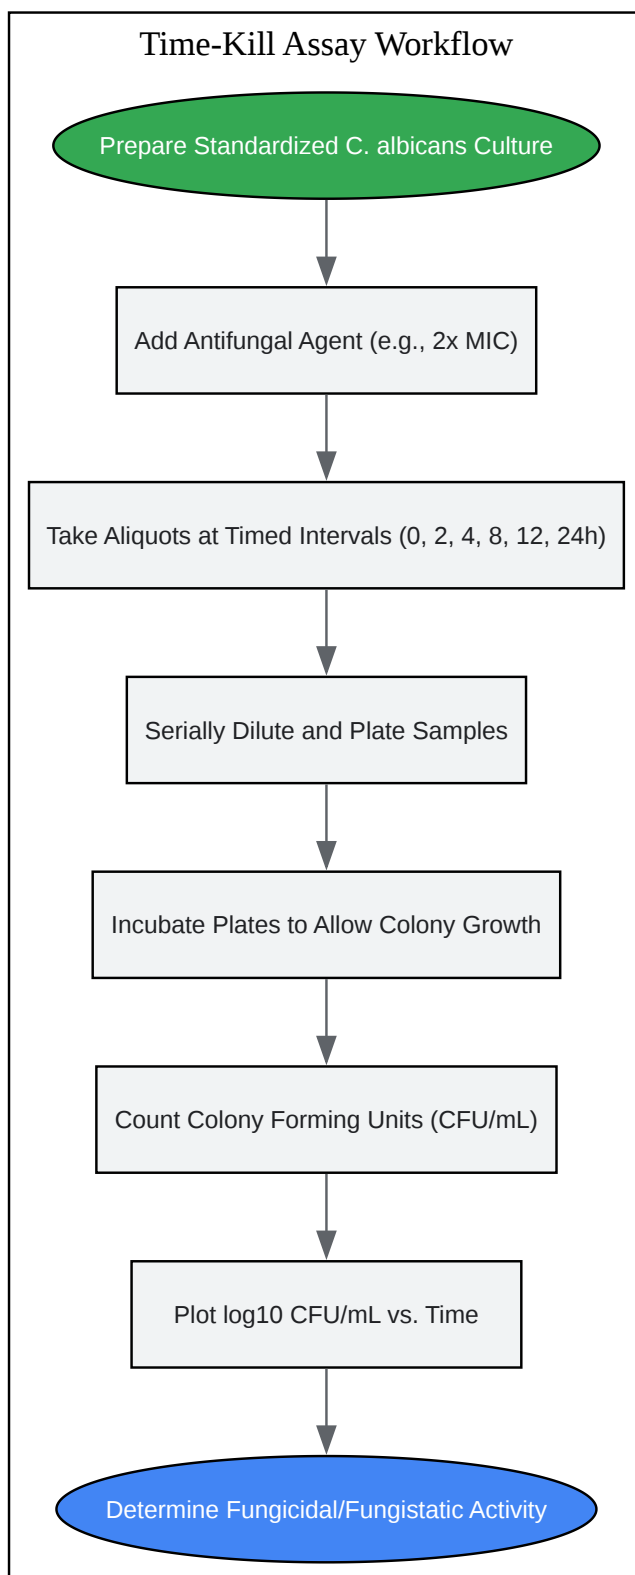 Time-Kill Assay Workflow
Prepare Standardized C. albicans Culture
Add Antifungal Agent (e.g., 2x MIC)
Take Aliquots at Timed Intervals (0, 2, 4, 8, 12, 24h)
Serially Dilute and Plate Samples
Incubate Plates to Allow Colony Growth
Count Colony Forming Units (CFU/mL)
Plot log10 CFU/mL vs. Time
Determine Fungicidal/Fungistatic Activity